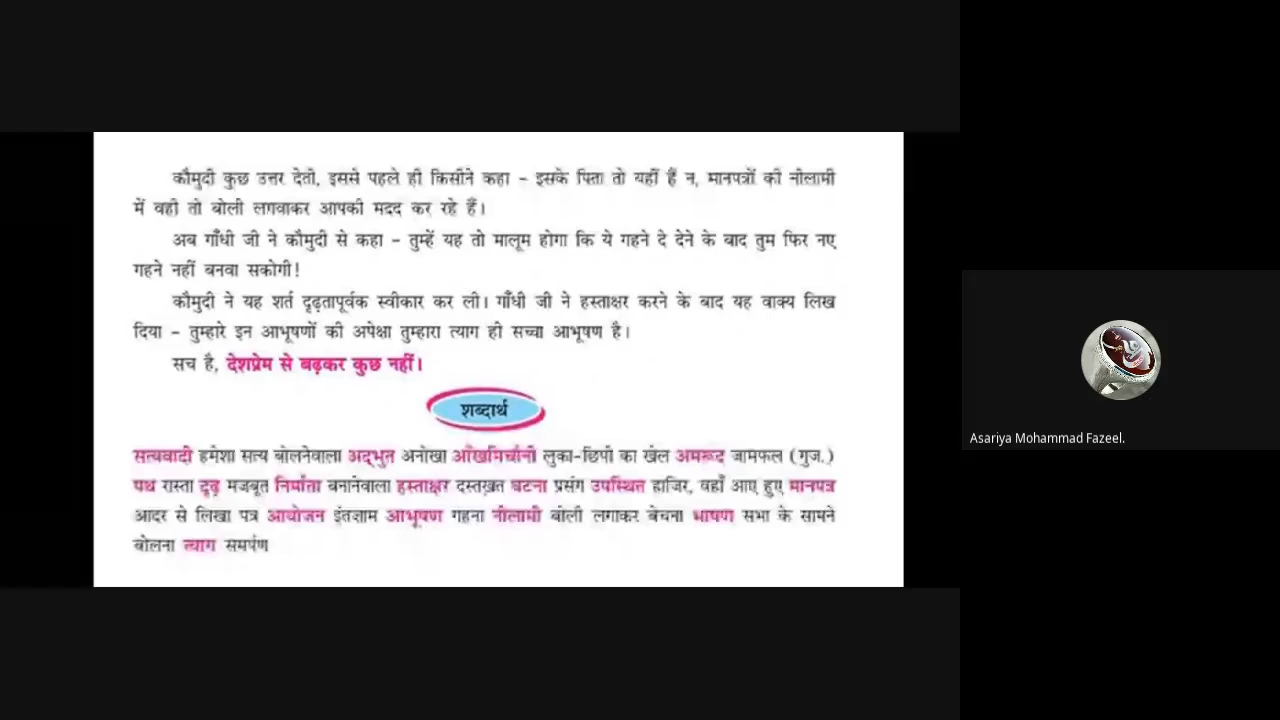 कौमुदी कुछ उत्तर देती, इससे पहले ही किसीने कहा - इसके पिता तो यहीं हैं न, मानपत्रों की नीलामी
में वही तो बोली लगवाकर आपकी मदद कर रहे हैं।
अब गाँधी जी ने कौमुदी से कहा - तुम्हें यह तो मालूम होगा कि ये गहने दे देने के बाद तुम फिर नए
गहने नहीं बनवा सकोगी!
कौमुदी ने यह शर्त दृढ़तापूर्वक स्वीकार कर ली। गाँधी जी ने हस्ताक्षर करने के बाद यह वाक्य लिख
दिया - तुम्हारे इन आभूषणों की अपेक्षा तुम्हारा त्याग ही सच्चा आभूषण है।
सच है, देशप्रेम से बढ़कर कुछ नहीं।
शब्दार्थ
सत्यवादी हमेशा सत्य बोलनेवाला अद्भुत अनोखा आँखमिचौनी लुका-छिपी का खेल अमरूद जामफल (गुज.)
पथ रास्ता दृढ़ मजबूत निर्माता बनानेवाला हस्ताक्षर दस्तख़त घटना प्रसंग उपस्थित हाजिर, वहाँ आए हुए मानपत्र
आदर से लिखा पत्र आयोजन इंतज़ाम आभूषण गहना नीलामी बोली लगाकर बेचना भाषण सभा के सामने
बोलना त्याग समर्पण
Asariya Mohammad Fazeel.